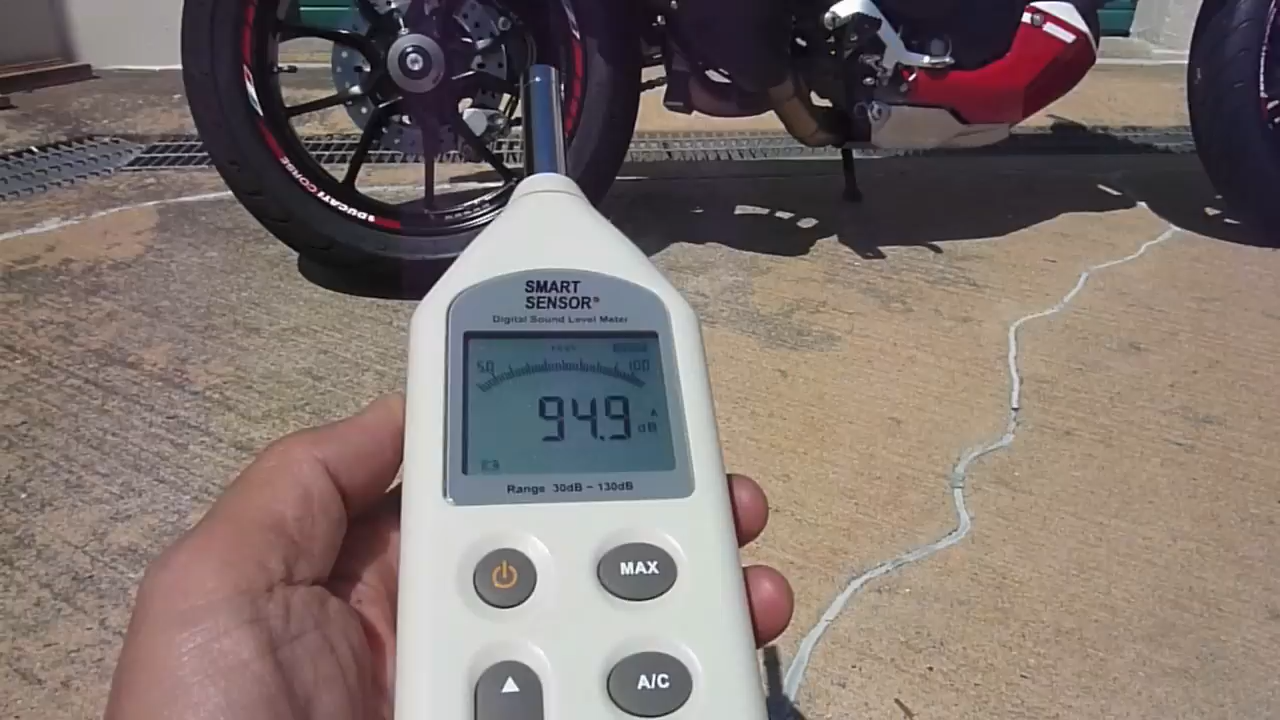 DUCATI CORSE
SMART
SENSOR®
Digital Sound Level Meter
50
100
94.9
A
dB
Range 30dB - 130dB
MAX
A/C